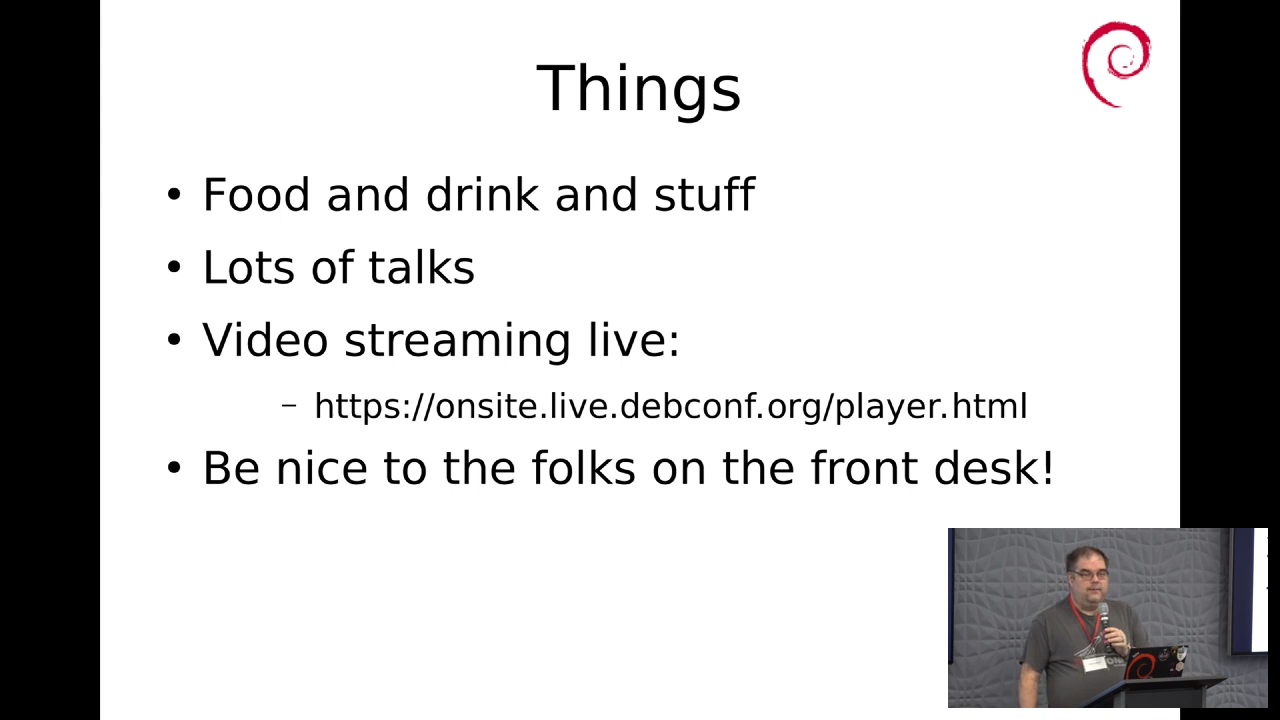 Things
• Food and drink and stuff
• Lots of talks
• Video streaming live:
– https://onsite.live.debconf.org/player.html
• Be nice to the folks on the front desk!